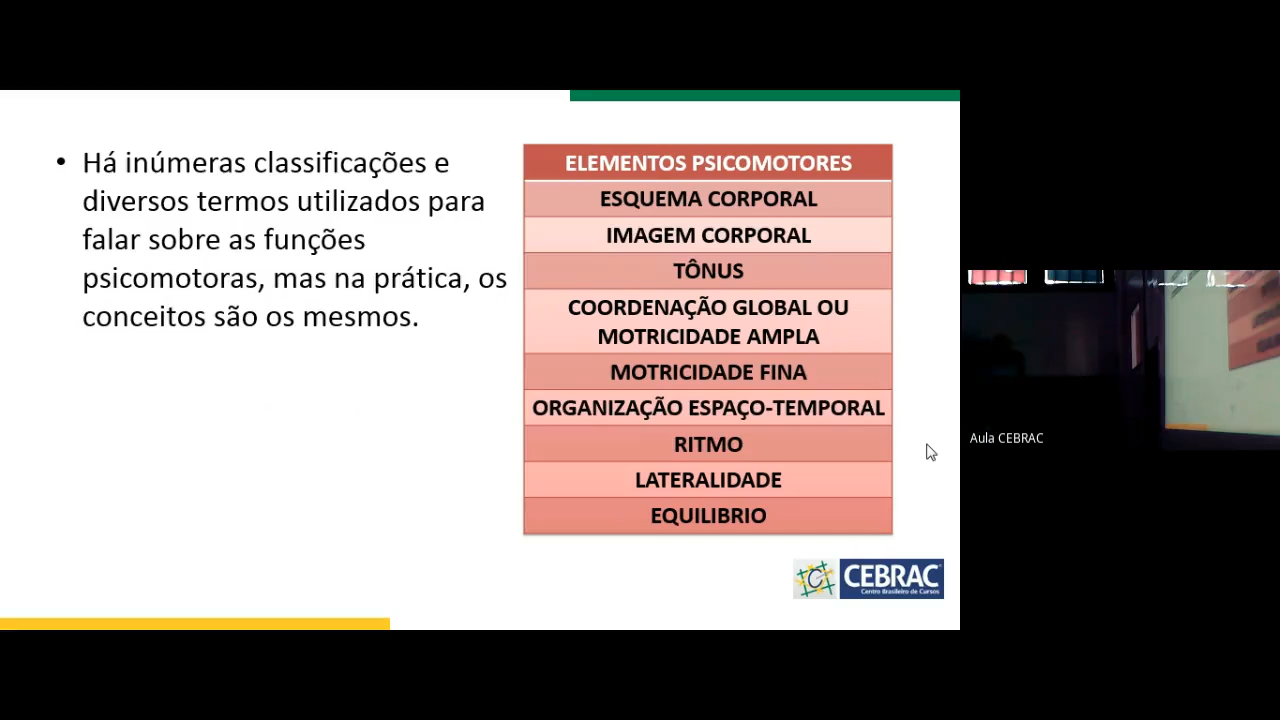 • Há inúmeras classificações e
diversos termos utilizados para
falar sobre as funções
psicomotoras, mas na prática, os
conceitos são os mesmos.
ELEMENTOS PSICOMOTORES
ESQUEMA CORPORAL
IMAGEM CORPORAL
TÔNUS
COORDENAÇÃO GLOBAL OU
MOTRICIDADE AMPLA
MOTRICIDADE FINA
ORGANIZAÇÃO ESPAÇO-TEMPORAL
RITMO
LATERALIDADE
EQUILIBRIO
CEBRAC
Centro Brasileiro de Cursos
Aula CEBRAC